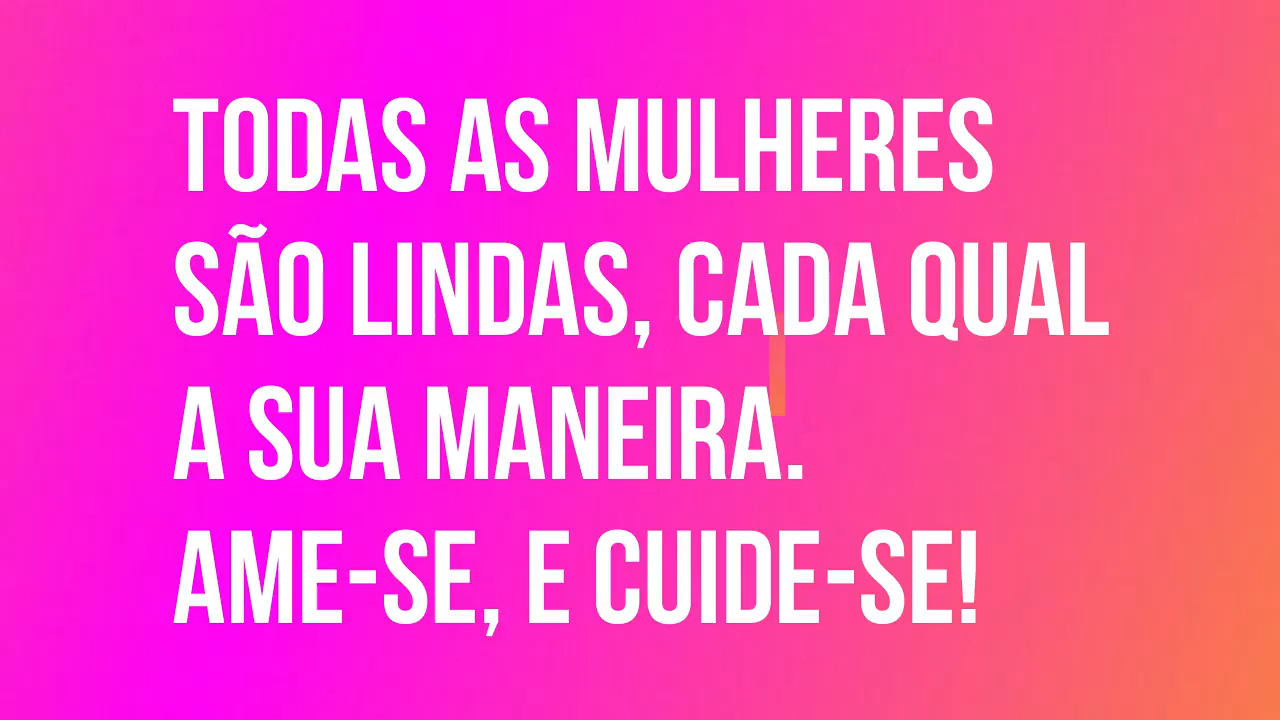 TODAS AS MULHERES
SÃO LINDAS, CADA QUAL
A SUA MANEIRA.
AME-SE, E CUIDE-SE!